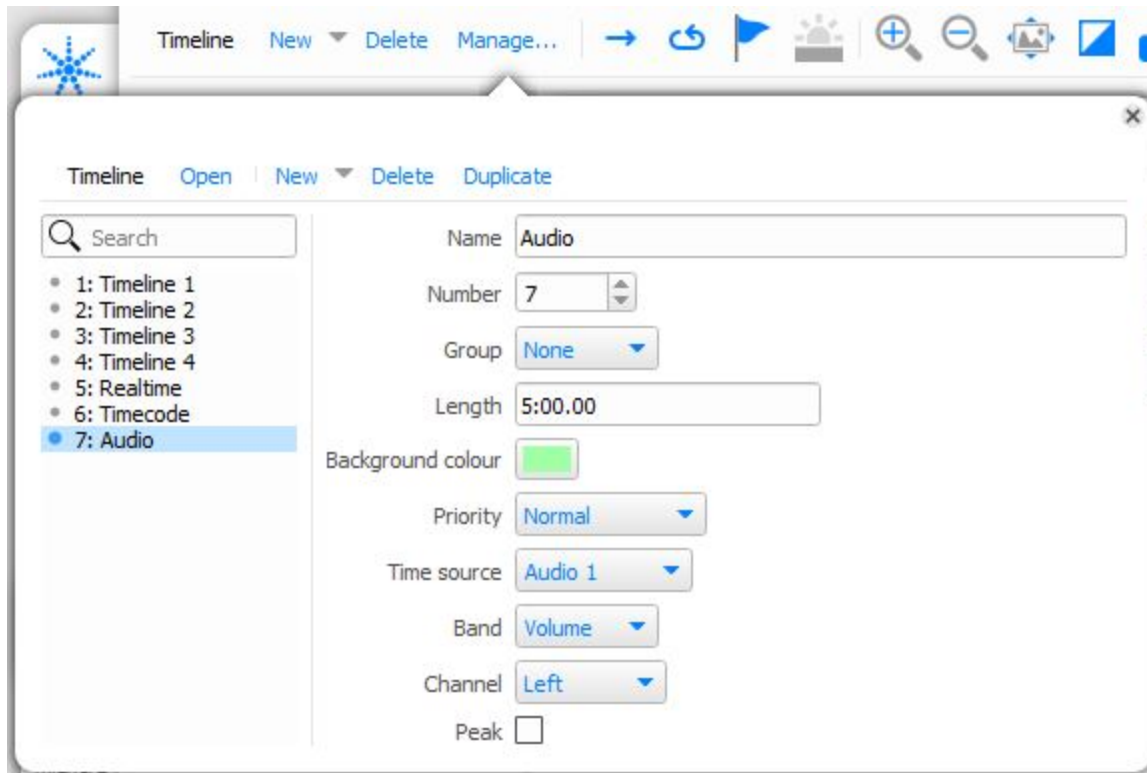 Timeline New Delete Manage...
Timeline Open New Delete Duplicate
Search
1: Timeline 1
2: Timeline 2
3: Timeline 3
4: Timeline 4
5: Realtime
6: Timecode
7: Audio
Name Audio
Number 7
Group None
Length 5:00.00
Background colour
Priority Normal
Time source Audio 1
Band Volume
Channel Left
Peak